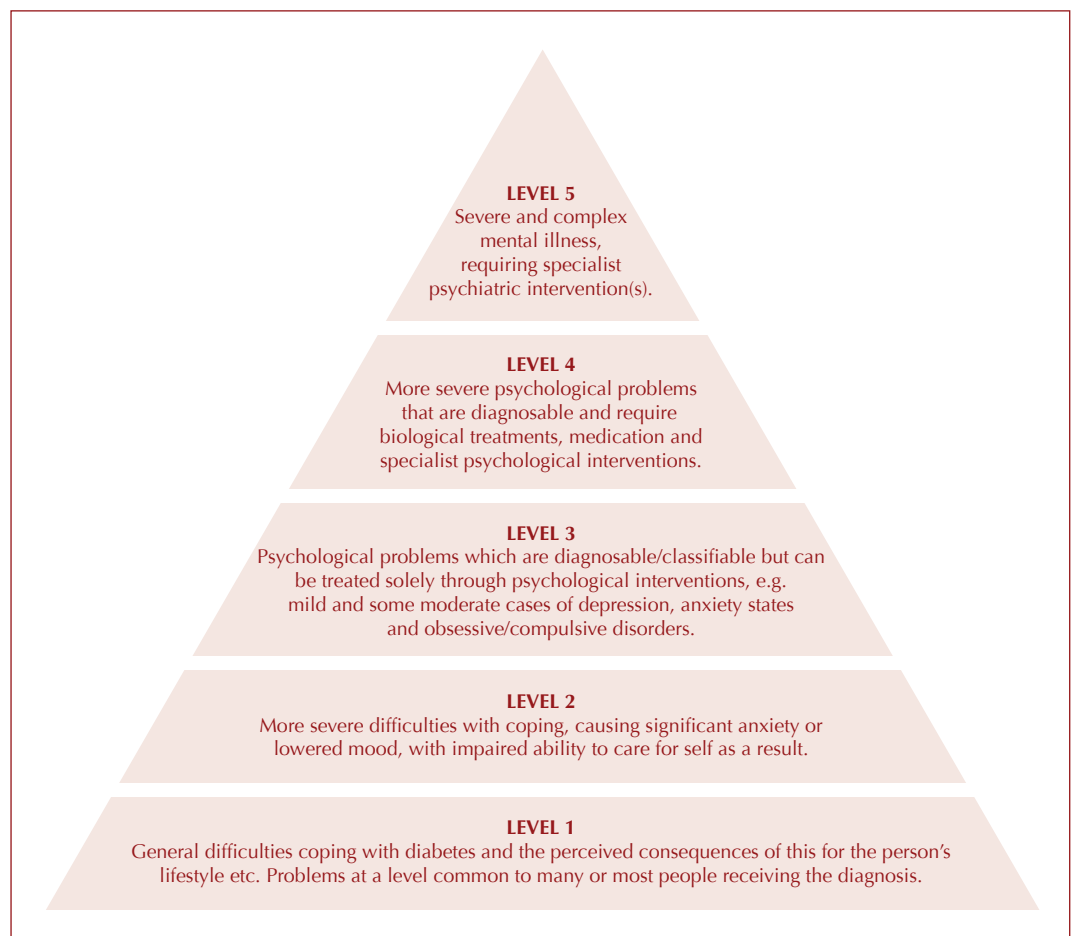 LEVEL 5
Severe and complex
mental illness,
requiring specialist
psychiatric intervention(s).
LEVEL 4
More severe psychological problems
that are diagnosable and require
biological treatments, medication and
specialist psychological interventions.
LEVEL 3
Psychological problems which are diagnosable/classifiable but can
be treated solely through psychological interventions, e.g.
mild and some moderate cases of depression, anxiety states
and obsessive/compulsive disorders.
LEVEL 2
More severe difficulties with coping, causing significant anxiety or
lowered mood, with impaired ability to care for self as a result.
LEVEL 1
General difficulties coping with diabetes and the perceived consequences of this for the person’s
lifestyle etc. Problems at a level common to many or most people receiving the diagnosis.